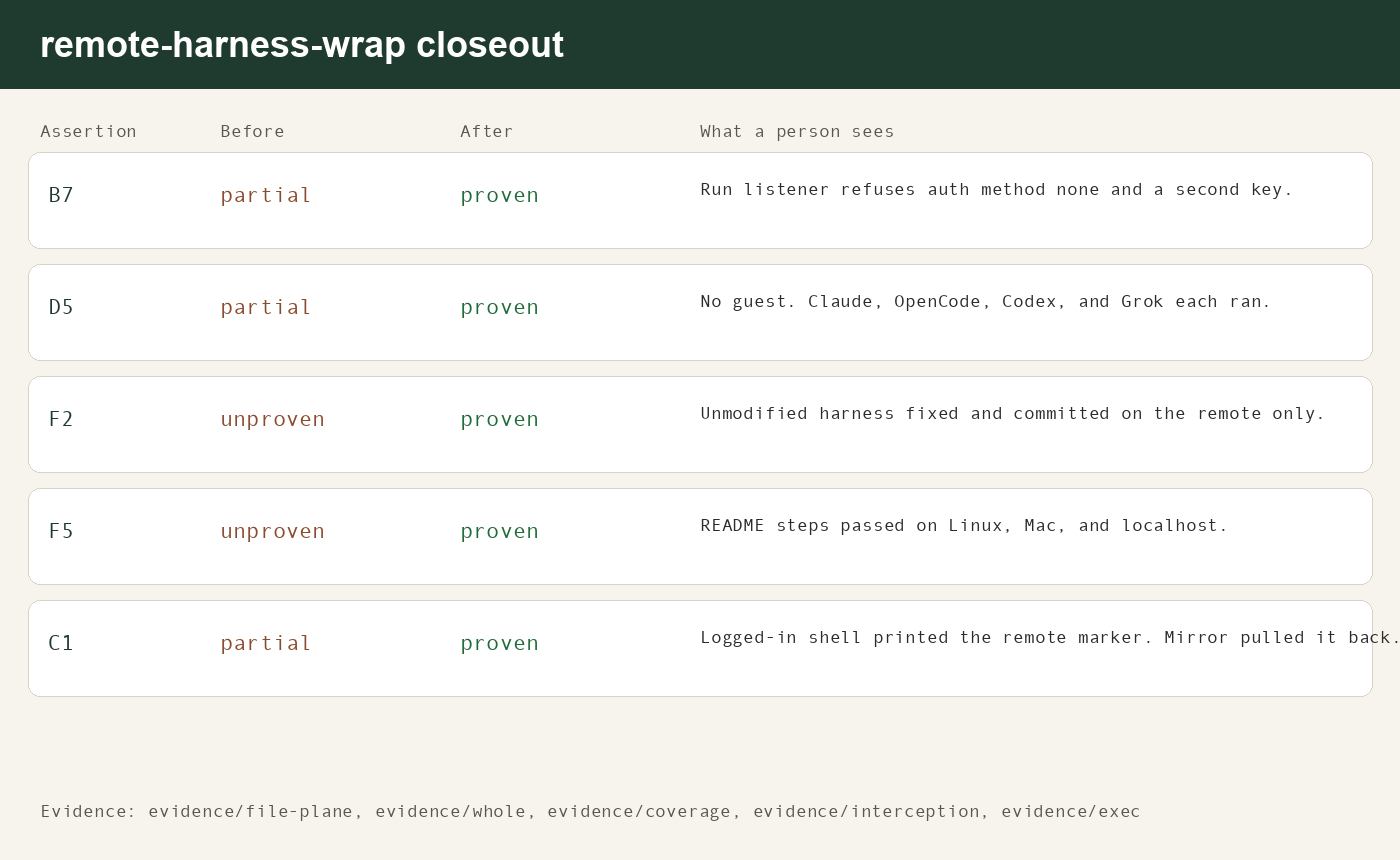 remote-harness-wrap closeout
Assertion Before After What a person sees
B7 partial proven Run listener refuses auth method none and a second key.
D5 partial proven No guest. Claude, OpenCode, Codex, and Grok each ran.
F2 unproven proven Unmodified harness fixed and committed on the remote only.
F5 unproven proven README steps passed on Linux, Mac, and localhost.
C1 partial proven Logged-in shell printed the remote marker. Mirror pulled it back.
Evidence: evidence/file-plane, evidence/whole, evidence/coverage, evidence/interception, evidence/exec